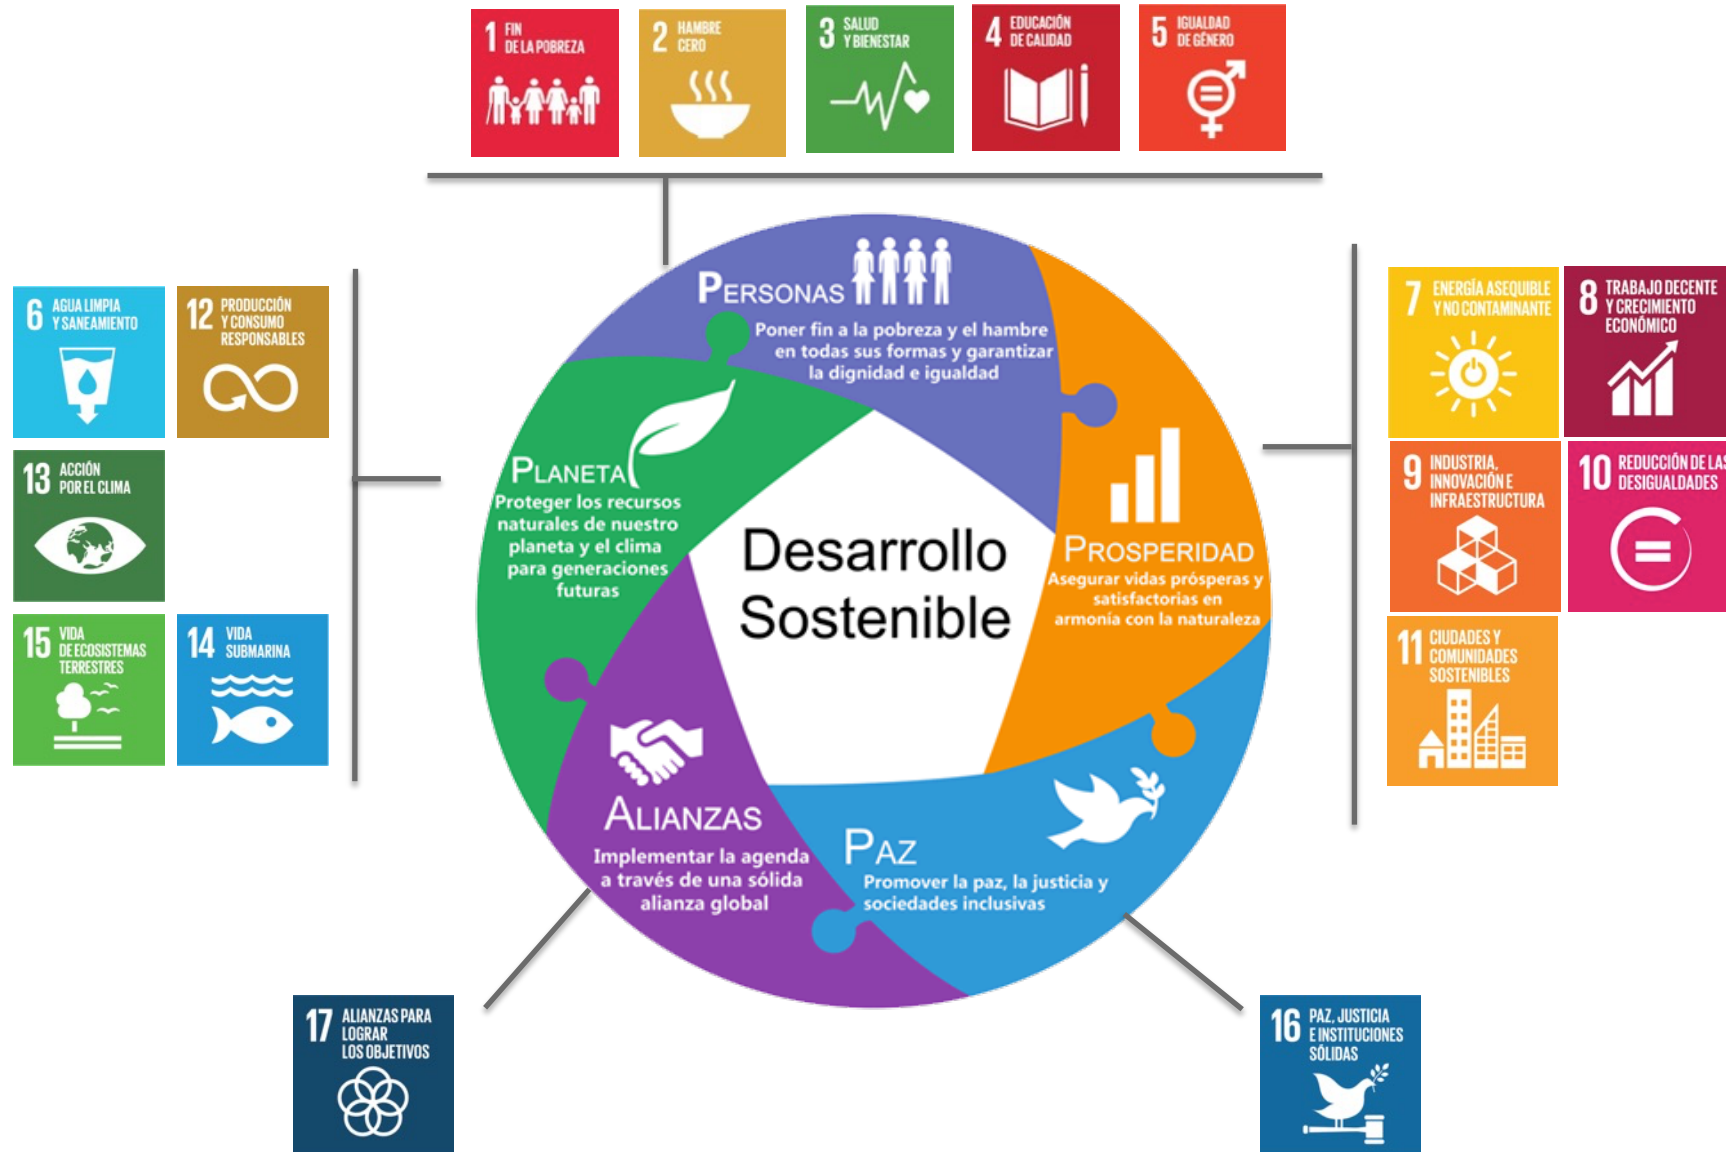 1 FIN
DE LA POBREZA
2 HAMBRE
CERO
3 SALUD
Y BIENESTAR
4 EDUCACIÓN
DE CALIDAD
5 IGUALDAD
DE GÉNERO
6 AGUA LIMPIA
Y SANEAMIENTO
12 PRODUCCIÓN
Y CONSUMO
RESPONSABLES
13 ACCIÓN
POR EL CLIMA
15 VIDA
DE ECOSISTEMAS
TERRESTRES
14 VIDA
SUBMARINA
PERSONAS
Poner fin a la pobreza y el hambre
en todas sus formas y garantizar
la dignidad e igualdad
PLANETA
Proteger los recursos
naturales de nuestro
planeta y el clima
para generaciones
futuras
Desarrollo
Sostenible
PROSPERIDAD
Asegurar vidas prósperas y
satisfactorias en
armonía con la naturaleza
ALIANZAS
Implementar la agenda
a través de una sólida
alianza global
PAZ
Promover la paz, la justicia y
sociedades inclusivas
7 ENERGÍA ASEQUIBLE
Y NO CONTAMINANTE
8 TRABAJO DECENTE
Y CRECIMIENTO
ECONÓMICO
9 INDUSTRIA,
INNOVACIÓN E
INFRAESTRUCTURA
10 REDUCCIÓN DE LAS
DESIGUALDADES
11 CIUDADES Y
COMUNIDADES
SOSTENIBLES
17 ALIANZAS PARA
LOGRAR
LOS OBJETIVOS
16 PAZ, JUSTICIA
E INSTITUCIONES
SÓLIDAS